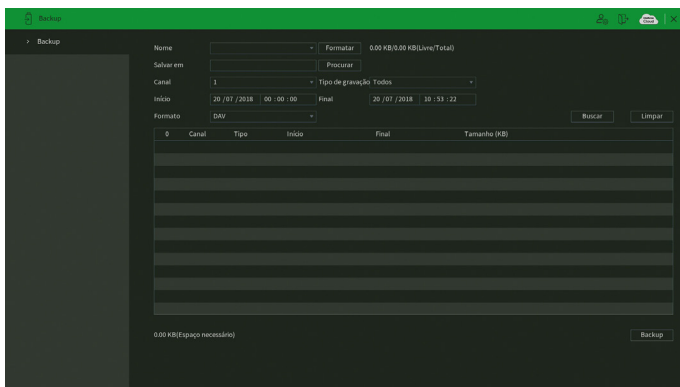 Backup
> Backup
Nome Formatar 0.00 KB/0.00 KB(Livre/Total)
Salvar em Procurar
Canal 1 Tipo de gravação Todos
Início 20 /07 /2018 00 : 00 : 00 Final 20 /07 /2018 10 : 53 : 22
Formato DAV Buscar Limpar
0 Canal Tipo Início Final Tamanho (KB)
0.00 KB(Espaço necessário) Backup